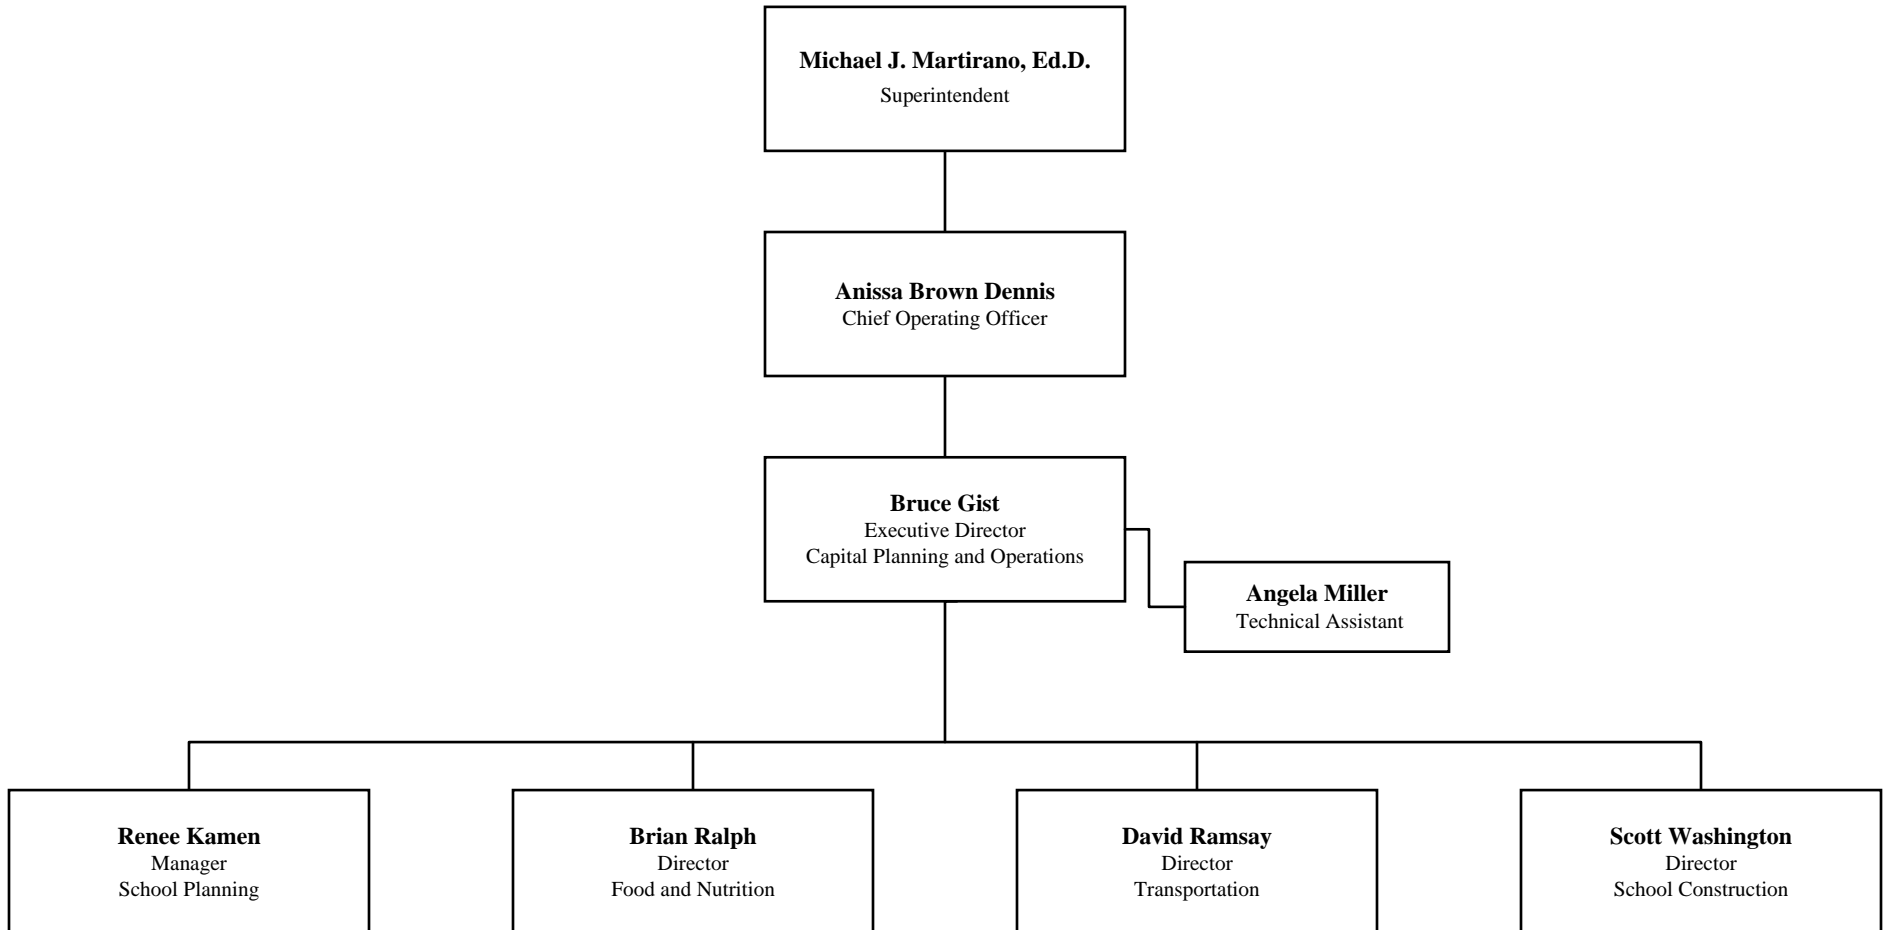 Michael J. Martirano, Ed.D.
Superintendent
Anissa Brown Dennis
Chief Operating Officer
Bruce Gist
Executive Director
Capital Planning and Operations
Angela Miller
Technical Assistant
Renee Kamen
Manager
School Planning
Brian Ralph
Director
Food and Nutrition
David Ramsay
Director
Transportation
Scott Washington
Director
School Construction